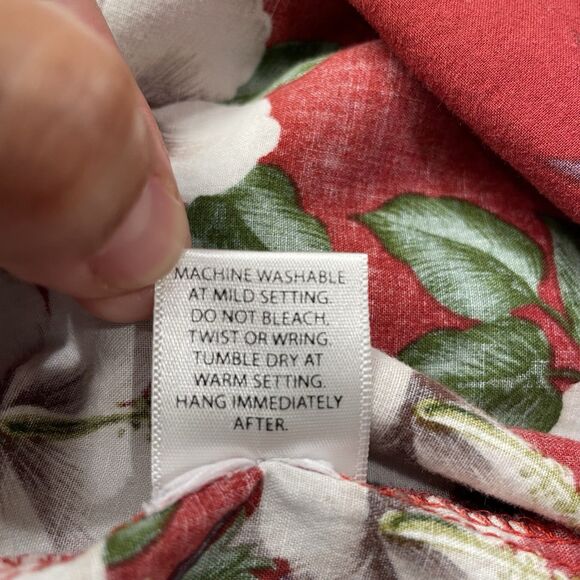 MACHINE WASHABLE
AT MILD SETTING.
DO NOT BLEACH,
TWIST OR WRING.
TUMBLE DRY AT
WARM SETTING.
HANG IMMEDIATELY
AFTER.